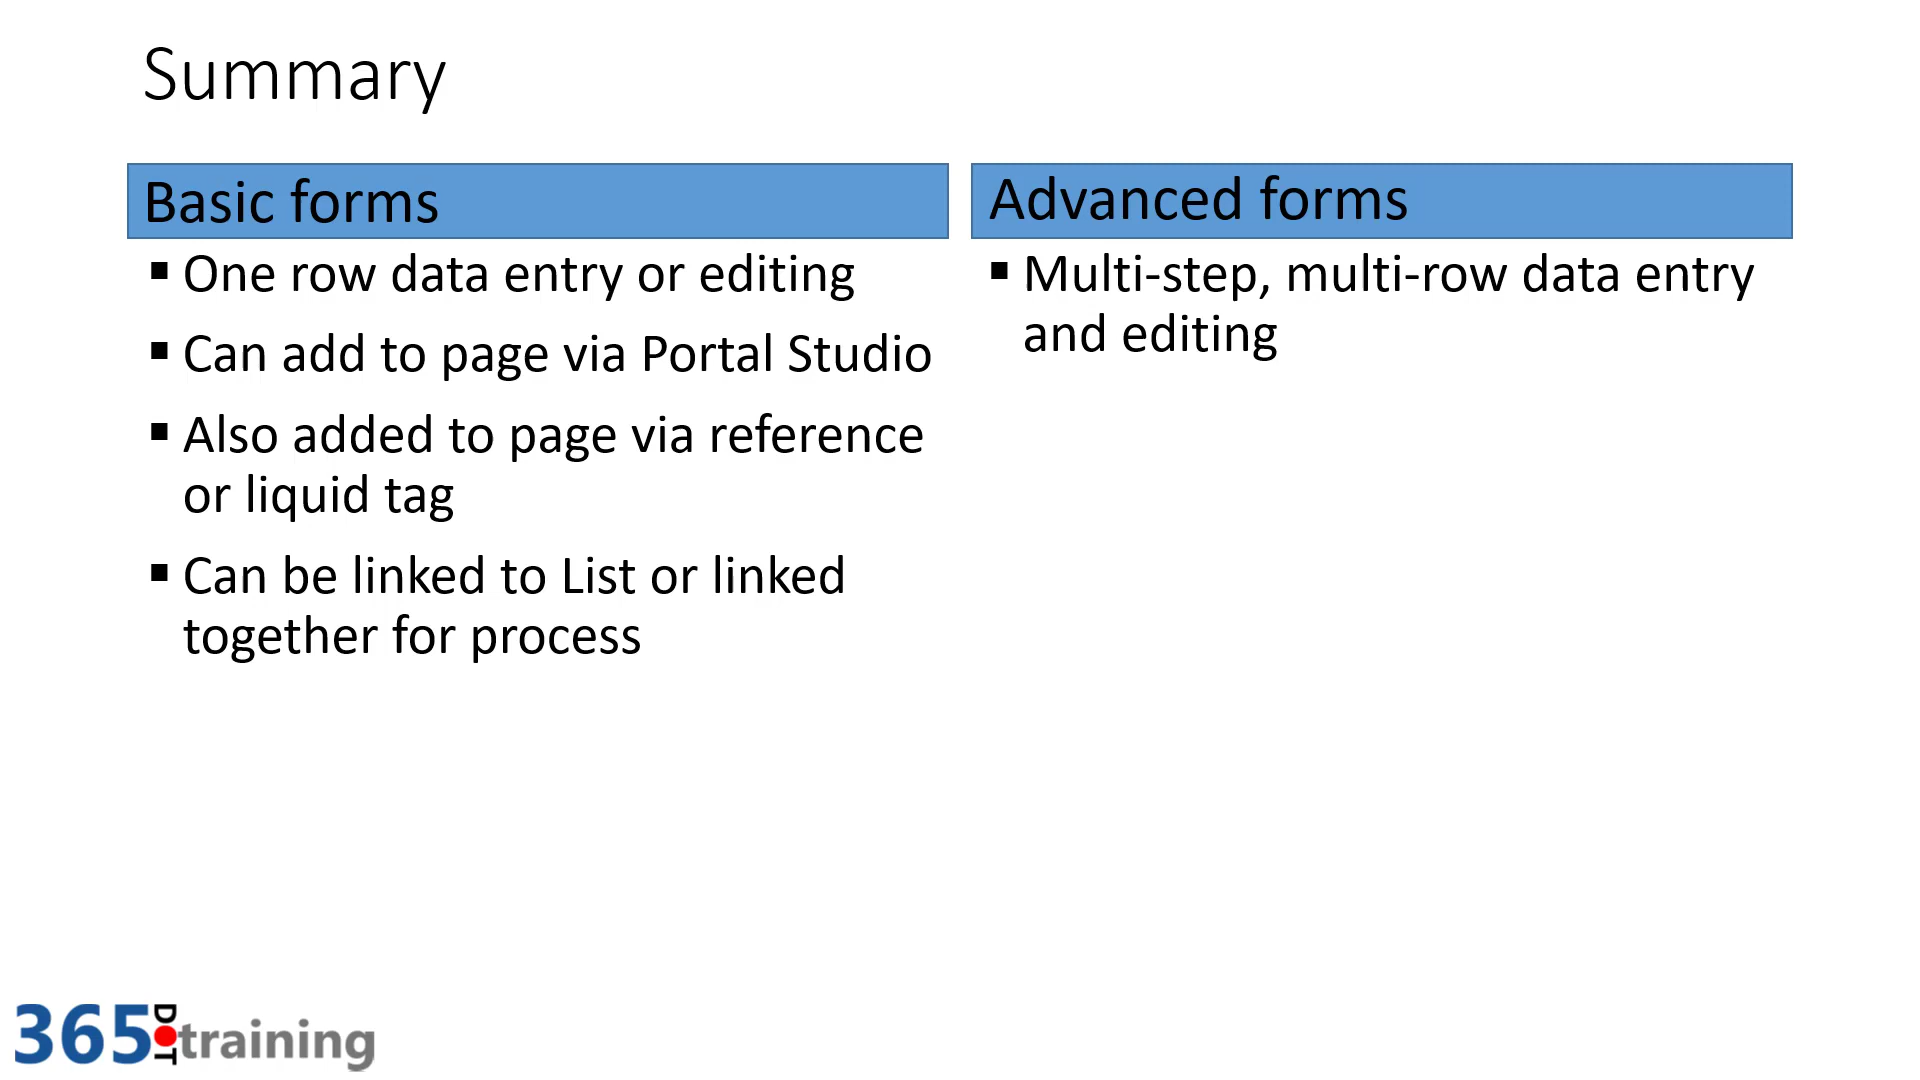 Summary
Basic forms
▪ One row data entry or editing
▪ Can add to page via Portal Studio
▪ Also added to page via reference
or liquid tag
▪ Can be linked to List or linked
together for process
Advanced forms
▪ Multi-step, multi-row data entry
and editing
365DOTtraining